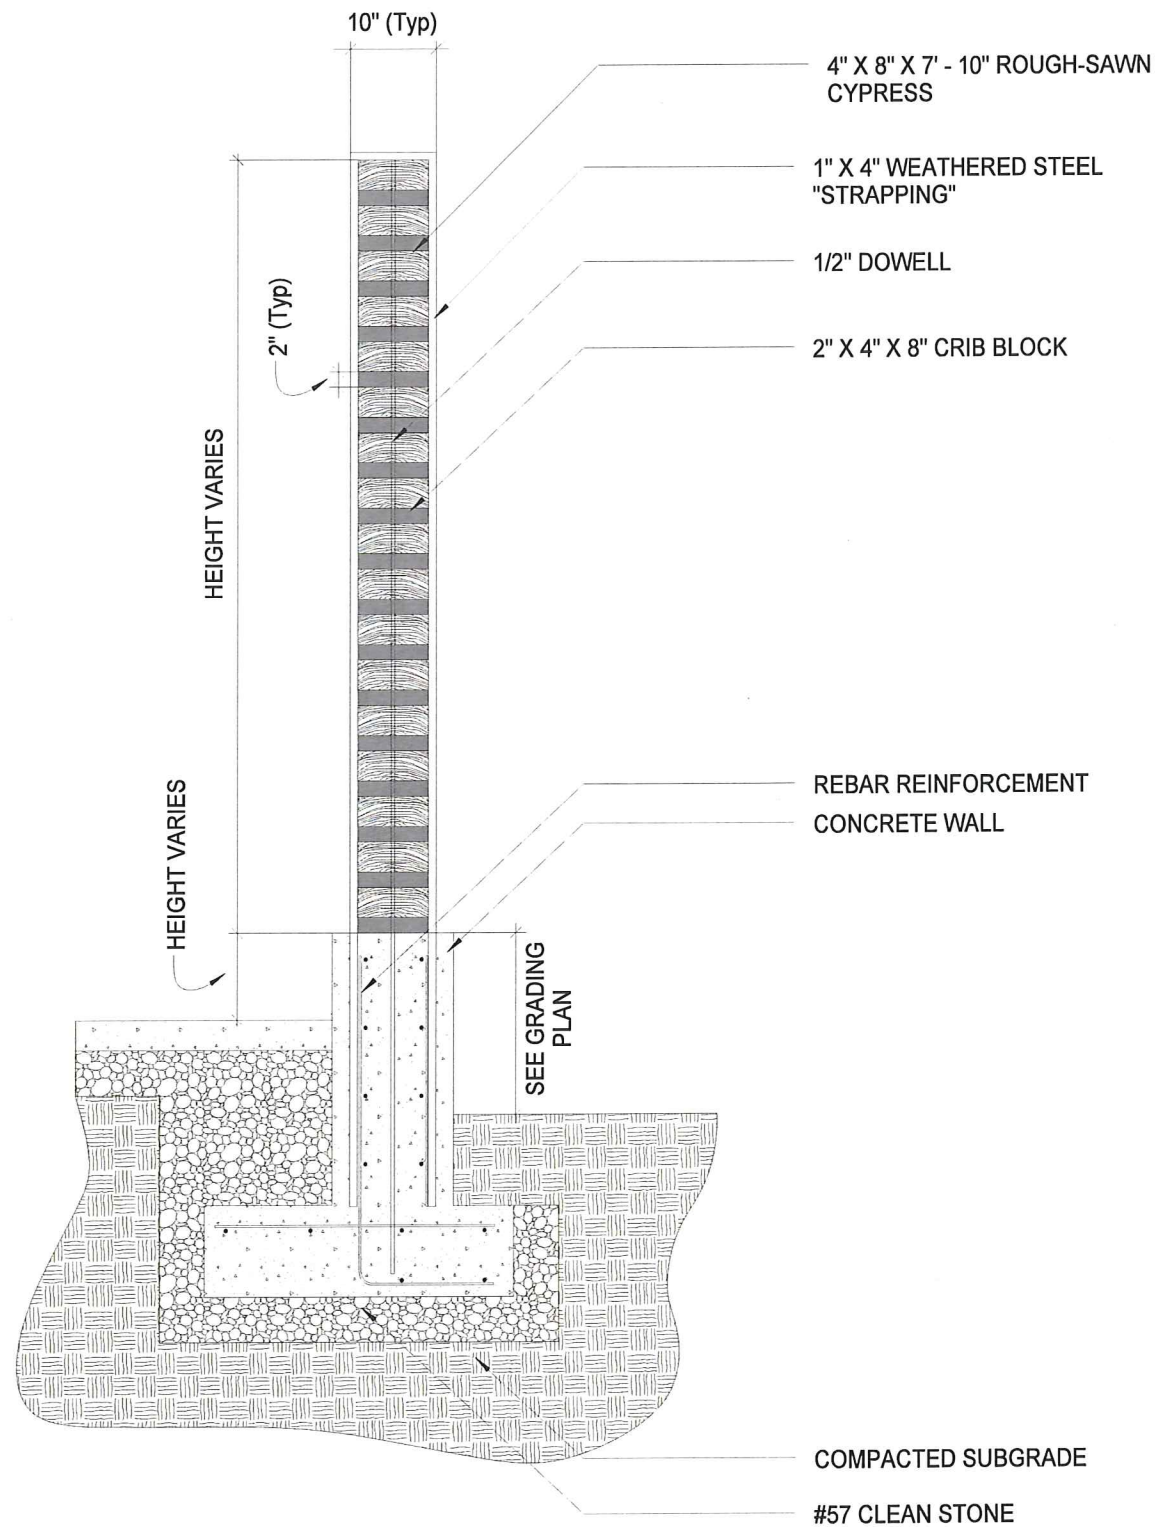 10" (Typ)
4" X 8" X 7' - 10" ROUGH-SAWN
CYPRESS
1" X 4" WEATHERED STEEL
"STRAPPING"
1/2" DOWELL
2" (Typ)
2" X 4" X 8" CRIB BLOCK
HEIGHT VARIES
REBAR REINFORCEMENT
CONCRETE WALL
HEIGHT VARIES
SEE GRADING
PLAN
COMPACTED SUBGRADE
#57 CLEAN STONE